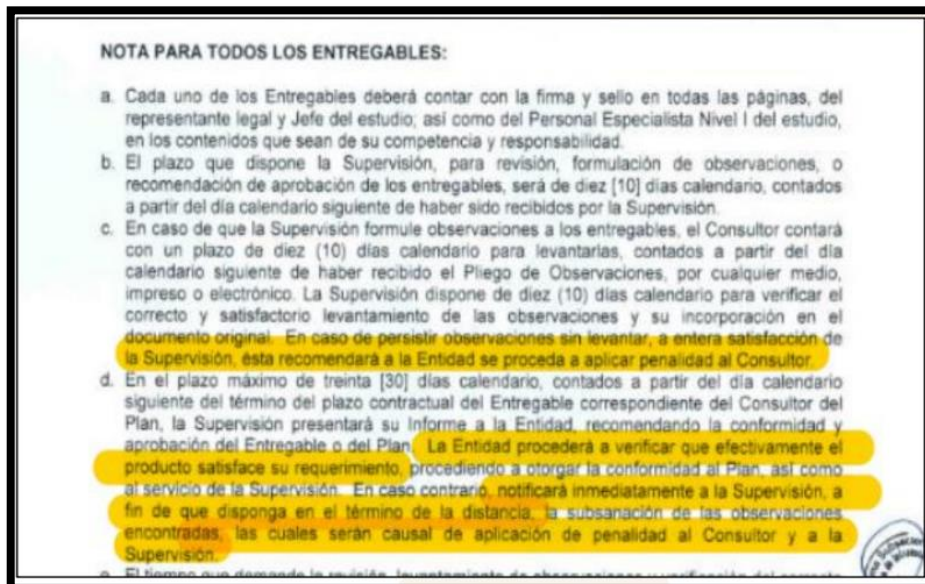 NOTA PARA TODOS LOS ENTREGABLES:
a. Cada uno de los Entregables deberá contar con la firma y sello en todas las páginas, del
representante legal y Jefe del estudio; así como del Personal Especialista Nivel I del estudio,
en los contenidos que sean de su competencia y responsabilidad.
b. El plazo que dispone la Supervisión, para revisión, formulación de observaciones, o
recomendación de aprobación de los entregables, será de diez [10] días calendario, contados
a partir del día calendario siguiente de haber sido recibidos por la Supervisión.
c. En caso de que la Supervisión formule observaciones a los entregables, el Consultor contará
con un plazo de diez (10) días calendario para levantarlas, contados a partir del día
calendario siguiente de haber recibido el Pliego de Observaciones, por cualquier medio,
impreso o electrónico. La Supervisión dispone de diez (10) días calendario para verificar el
correcto y satisfactorio levantamiento de las observaciones y su incorporación en el
documento original. En caso de persistir observaciones sin levantar, a entera satisfacción de
la Supervisión, ésta recomendará a la Entidad se proceda a aplicar penalidad al Consultor.
d. En el plazo máximo de treinta [30] días calendario, contados a partir del día calendario
siguiente del término del plazo contractual del Entregable correspondiente del Consultor del
Plan, la Supervisión presentará su Informe a la Entidad, recomendando la conformidad y
aprobación del Entregable o del Plan. La Entidad procederá a verificar que efectivamente el
producto satisface su requerimiento, procediendo a otorgar la conformidad al Plan, así como
al servicio de la Supervisión. En caso contrario, notificará inmediatamente a la Supervisión, a
fin de que disponga en el término de la distancia, la subsanación de las observaciones
encontradas, las cuales serán causal de aplicación de penalidad al Consultor y a la
Supervisión.
e. El tiempo que demande la revisión, levantamiento de observaciones y verificación del correcto